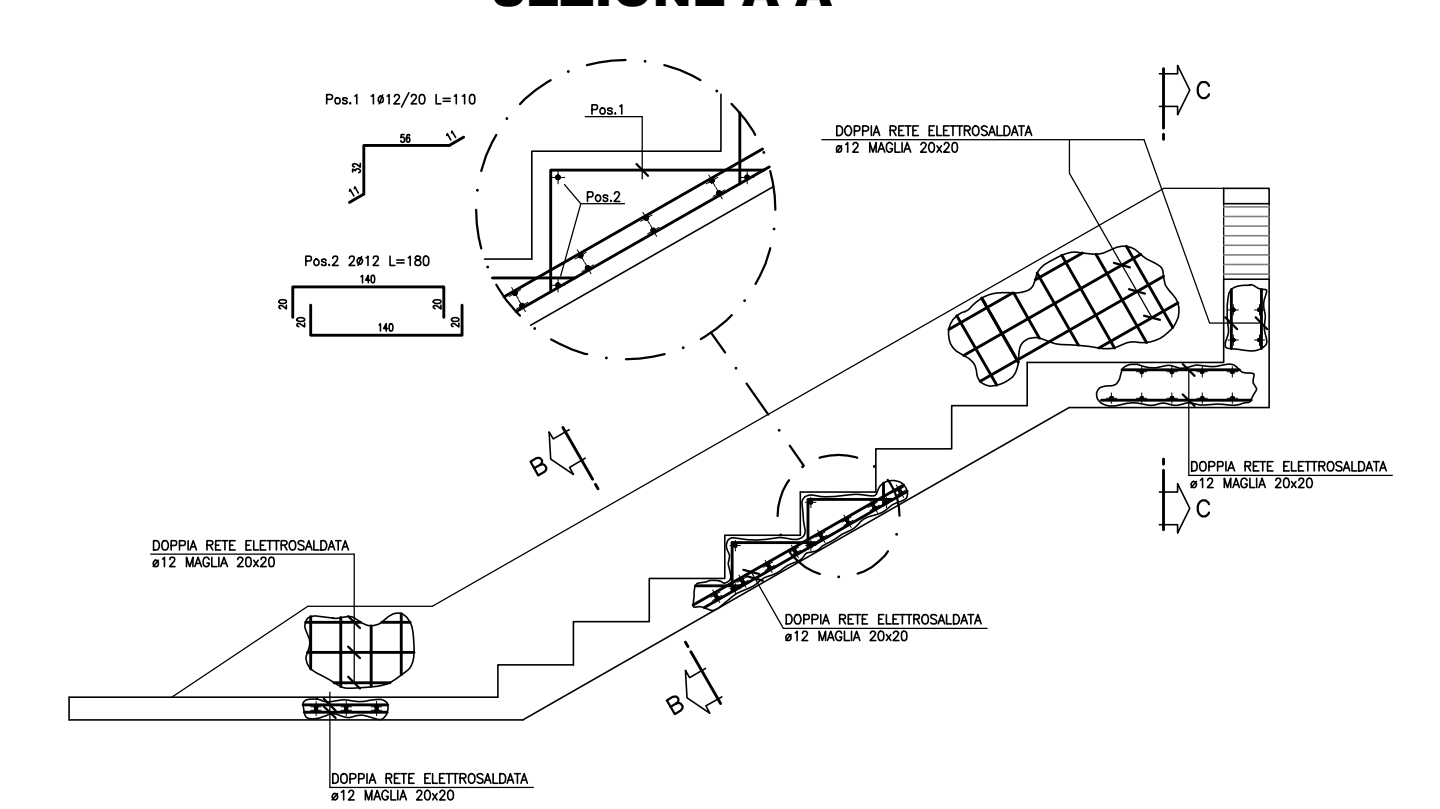 SEZIONE A-A
Pos.1 1ø12/20 L=110
56
11
32
11
Pos.1
Pos.2
Pos.2 2ø12 L=180
140
20
20
20
20
140
DOPPIA RETE ELETTROSALDATA
ø12 MAGLIA 20x20
C
B
DOPPIA RETE ELETTROSALDATA
ø12 MAGLIA 20x20
C
DOPPIA RETE ELETTROSALDATA
ø12 MAGLIA 20x20
DOPPIA RETE ELETTROSALDATA
ø12 MAGLIA 20x20
B
DOPPIA RETE ELETTROSALDATA
ø12 MAGLIA 20x20